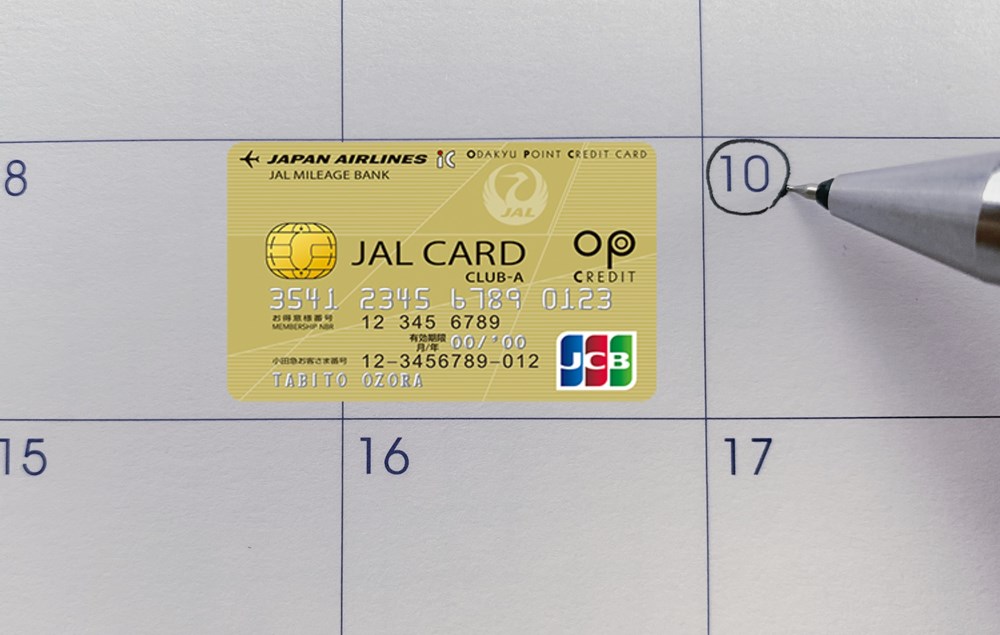 8
10
JAPAN AIRLINES
iC
ODAKYU POINT CREDIT CARD
JAL MILEAGE BANK
JAL
JAL CARD
CLUB-A
OP
CREDIT
3541 2345 6789 0123
お得意様番号
MEMBERSHIP NBR
12 345 6789
有効期限
月/年
00/'00
小田急お客さま番号
12-3456789-012
TABITO OZORA
JCB
15
16
17